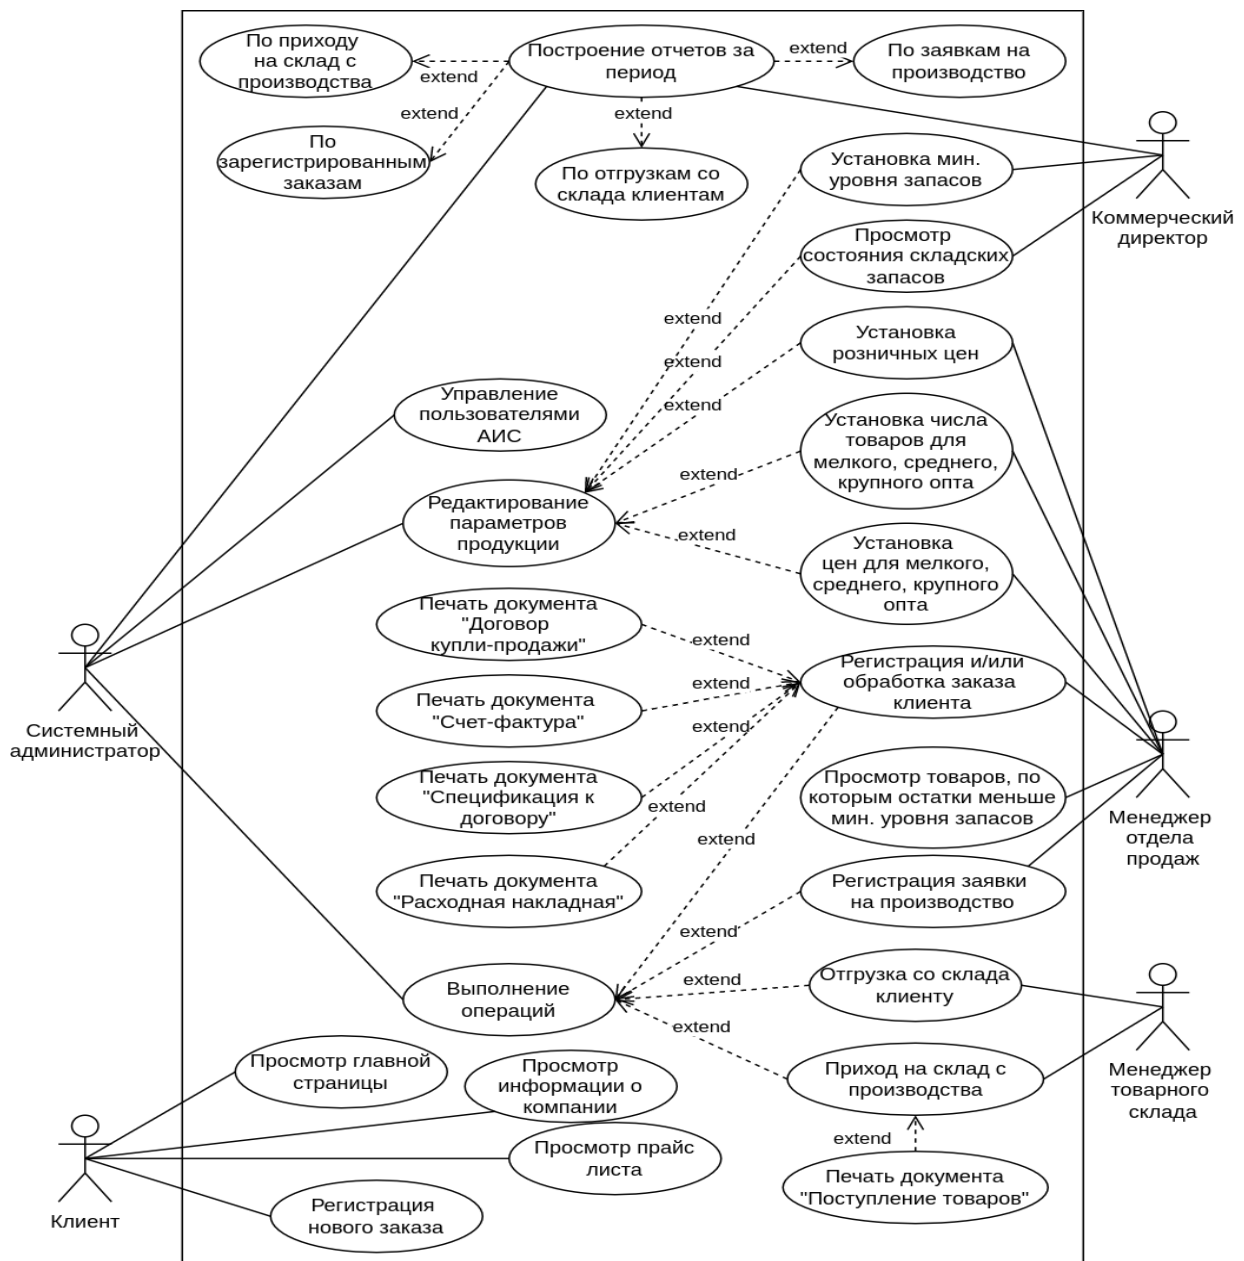 По приходу
на склад с
производства
extend
Построение отчетов за
период
extend
По заявкам на
производство
extend
По
зарегистрированным
заказам
extend
По отгрузкам со
склада клиентам
Установка мин.
уровня запасов
Коммерческий
директор
Просмотр
состояния складских
запасов
extend
extend
extend
Установка
розничных цен
Управление
пользователями
АИС
Установка числа
товаров для
мелкого, среднего,
крупного опта
extend
Редактирование
параметров
продукции
extend
Установка
цен для мелкого,
среднего, крупного
опта
Печать документа
"Договор
купли-продажи"
extend
Регистрация и/или
обработка заказа
клиента
extend
Печать документа
"Счет-фактура"
extend
Системный
администратор
Печать документа
"Спецификация к
договору"
extend
Просмотр товаров, по
которым остатки меньше
мин. уровня запасов
Менеджер
отдела
продаж
extend
Печать документа
"Расходная накладная"
Регистрация заявки
на производство
extend
Выполнение
операций
extend
Отгрузка со склада
клиенту
extend
Приход на склад с
производства
Менеджер
товарного
склада
Просмотр главной
страницы
Просмотр
информации о
компании
extend
Просмотр прайс
листа
Печать документа
"Поступление товаров"
Клиент
Регистрация
нового заказа